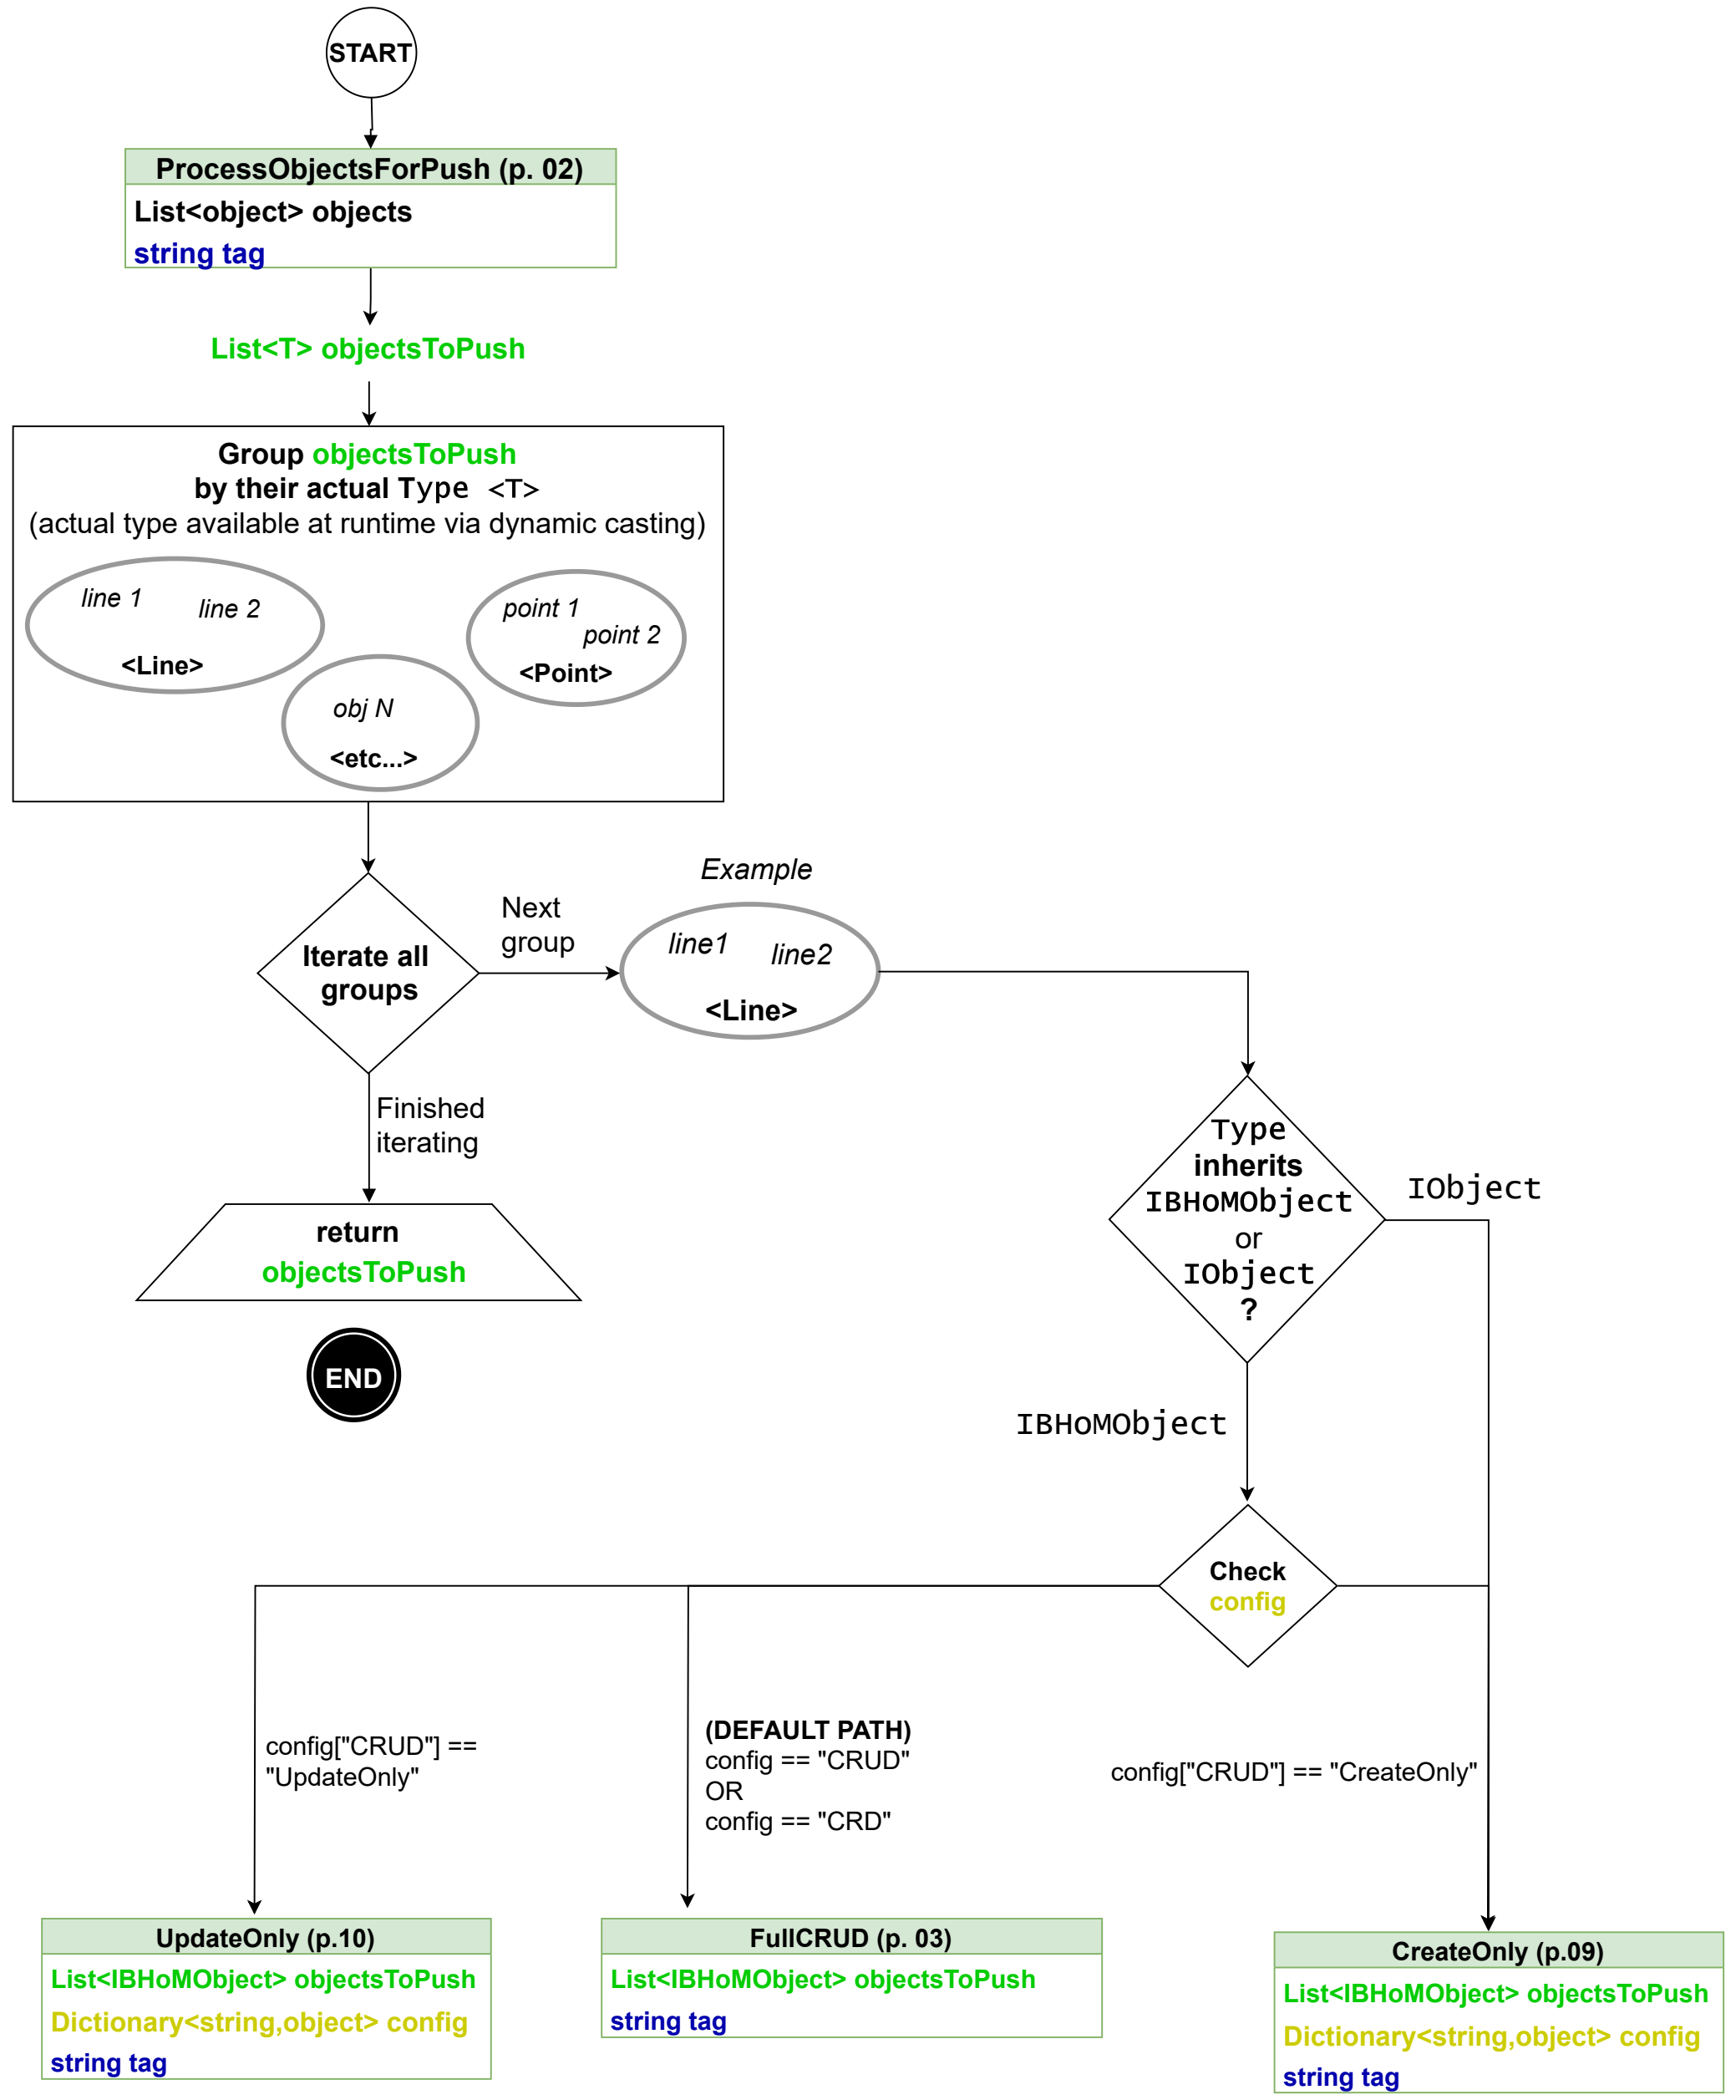 START
ProcessObjectsForPush (p. 02)
List<object> objects
string tag
List<T> objectsToPush
Group objectsToPush
by their actual Type <T>
(actual type available at runtime via dynamic casting)
line 1
line 2
<Line>
point 1
point 2
<Point>
obj N
<etc...>
Iterate all
groups
Next
group
Example
line1
line2
<Line>
Finished
iterating
return
objectsToPush
END
Type
inherits
IBHoMObject
or
IObject
?
IObject
IBHoMObject
Check
config
config["CRUD"] ==
"UpdateOnly"
(DEFAULT PATH)
config == "CRUD"
OR
config == "CRD"
config["CRUD"] == "CreateOnly"
UpdateOnly (p.10)
List<IBHoMObject> objectsToPush
Dictionary<string,object> config
string tag
FullCRUD (p. 03)
List<IBHoMObject> objectsToPush
string tag
CreateOnly (p.09)
List<IBHoMObject> objectsToPush
Dictionary<string,object> config
string tag